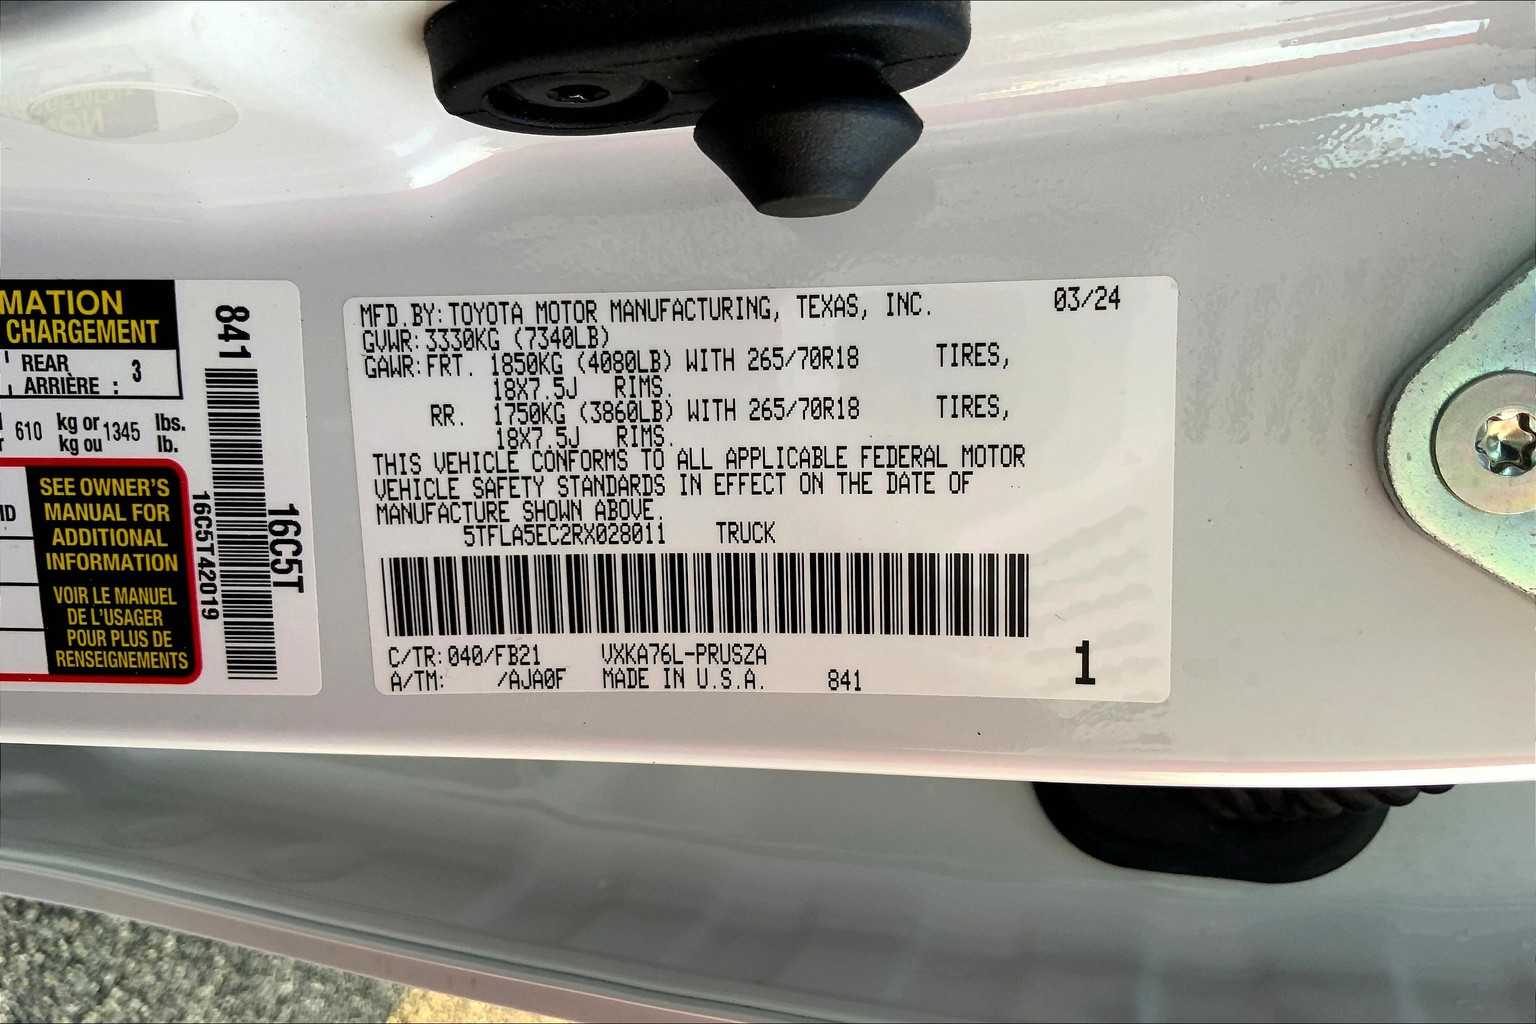 MATION
CHARGEMENT
REAR
ARRIÈRE : 3
610 kg or 1345 lbs.
kg ou lb.
SEE OWNER'S
MANUAL FOR
ADDITIONAL
INFORMATION
VOIR LE MANUEL
DE L'USAGER
POUR PLUS DE
RENSEIGNEMENTS
841
16C5T42019
16C5T
MFD.BY:TOYOTA MOTOR MANUFACTURING, TEXAS, INC. 03/24
GVWR:3330KG (7340LB)
GAWR:FRT. 1850KG (4080LB) WITH 265/70R18 TIRES,
18X7.5J RIMS.
RR. 1750KG (3860LB) WITH 265/70R18 TIRES,
18X7.5J RIMS.
THIS VEHICLE CONFORMS TO ALL APPLICABLE FEDERAL MOTOR
VEHICLE SAFETY STANDARDS IN EFFECT ON THE DATE OF
MANUFACTURE SHOWN ABOVE.
5TFLA5EC2RX028011 TRUCK
C/TR:040/FB21 VXKA76L-PRUSZA
A/TM: /AJA0F MADE IN U.S.A. 841
1